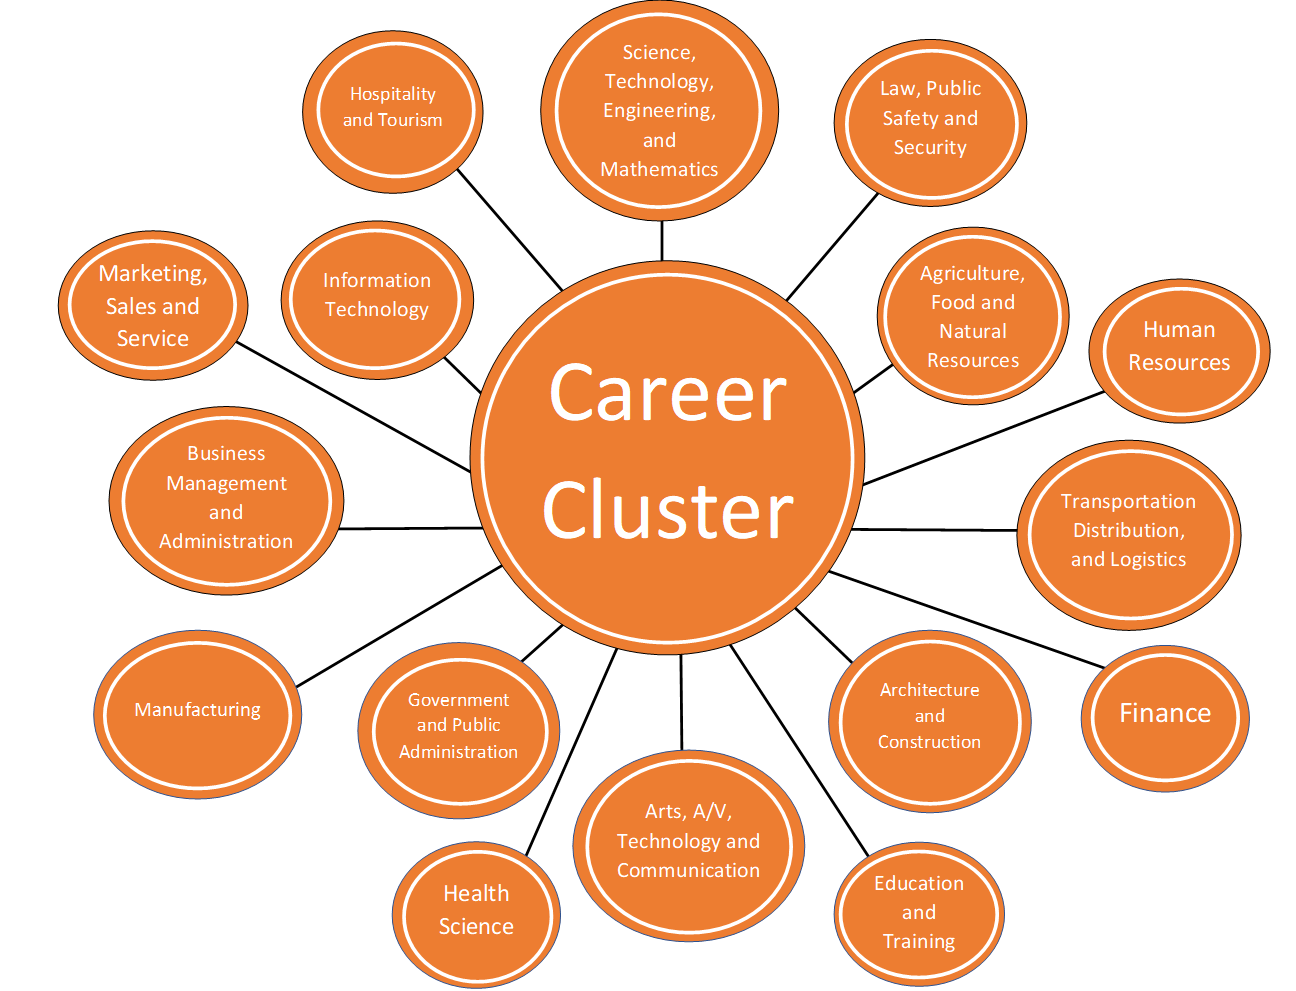 Science,
Technology,
Engineering,
and
Mathematics
Hospitality
and Tourism
Law, Public
Safety and
Security
Marketing,
Sales and
Service
Information
Technology
Agriculture,
Food and
Natural
Resources
Human
Resources
Career
Cluster
Business
Management
and
Administration
Transportation
Distribution,
and Logistics
Manufacturing
Government
and Public
Administration
Architecture
and
Construction
Finance
Arts, A/V,
Technology and
Communication
Health
Science
Education
and
Training